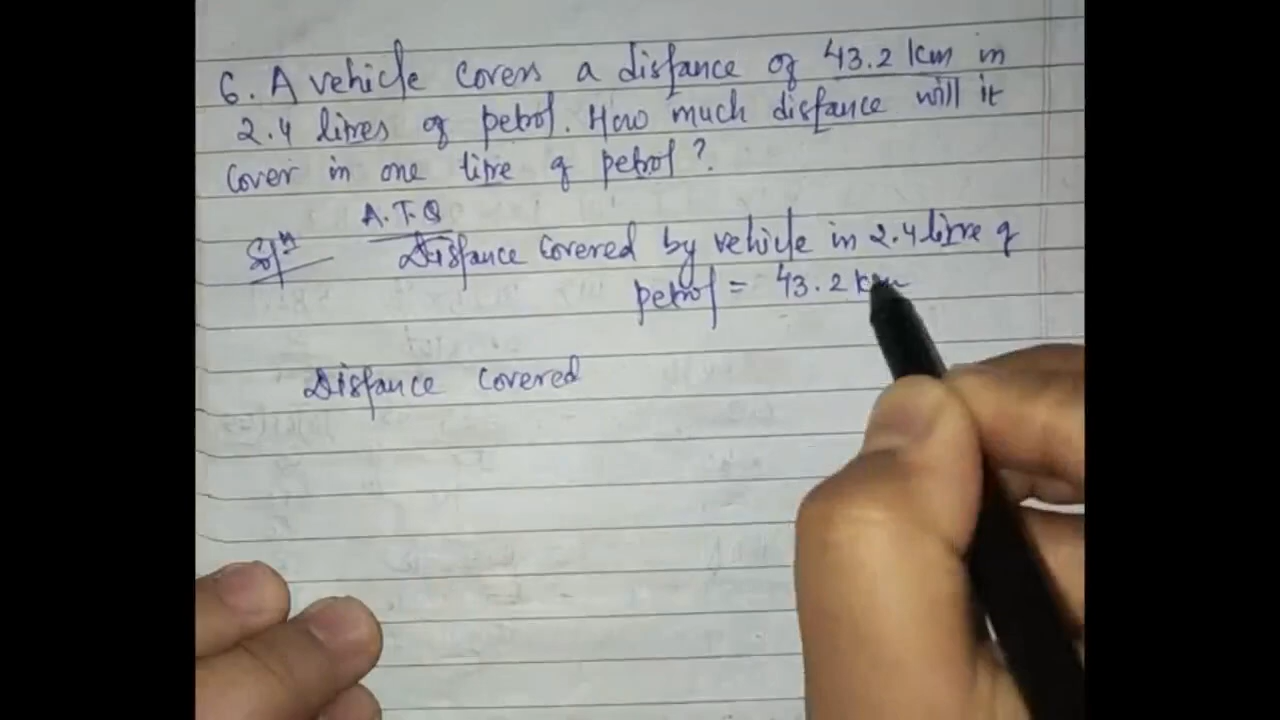 6. A vehicle covers a distance of 43.2 km in
2.4 litres of petrol. How much distance will it
cover in one litre of petrol?
A.T.Q
Solⁿ Distance covered by vehicle in 2.4 litre of
petrol = 43.2 km
Distance covered